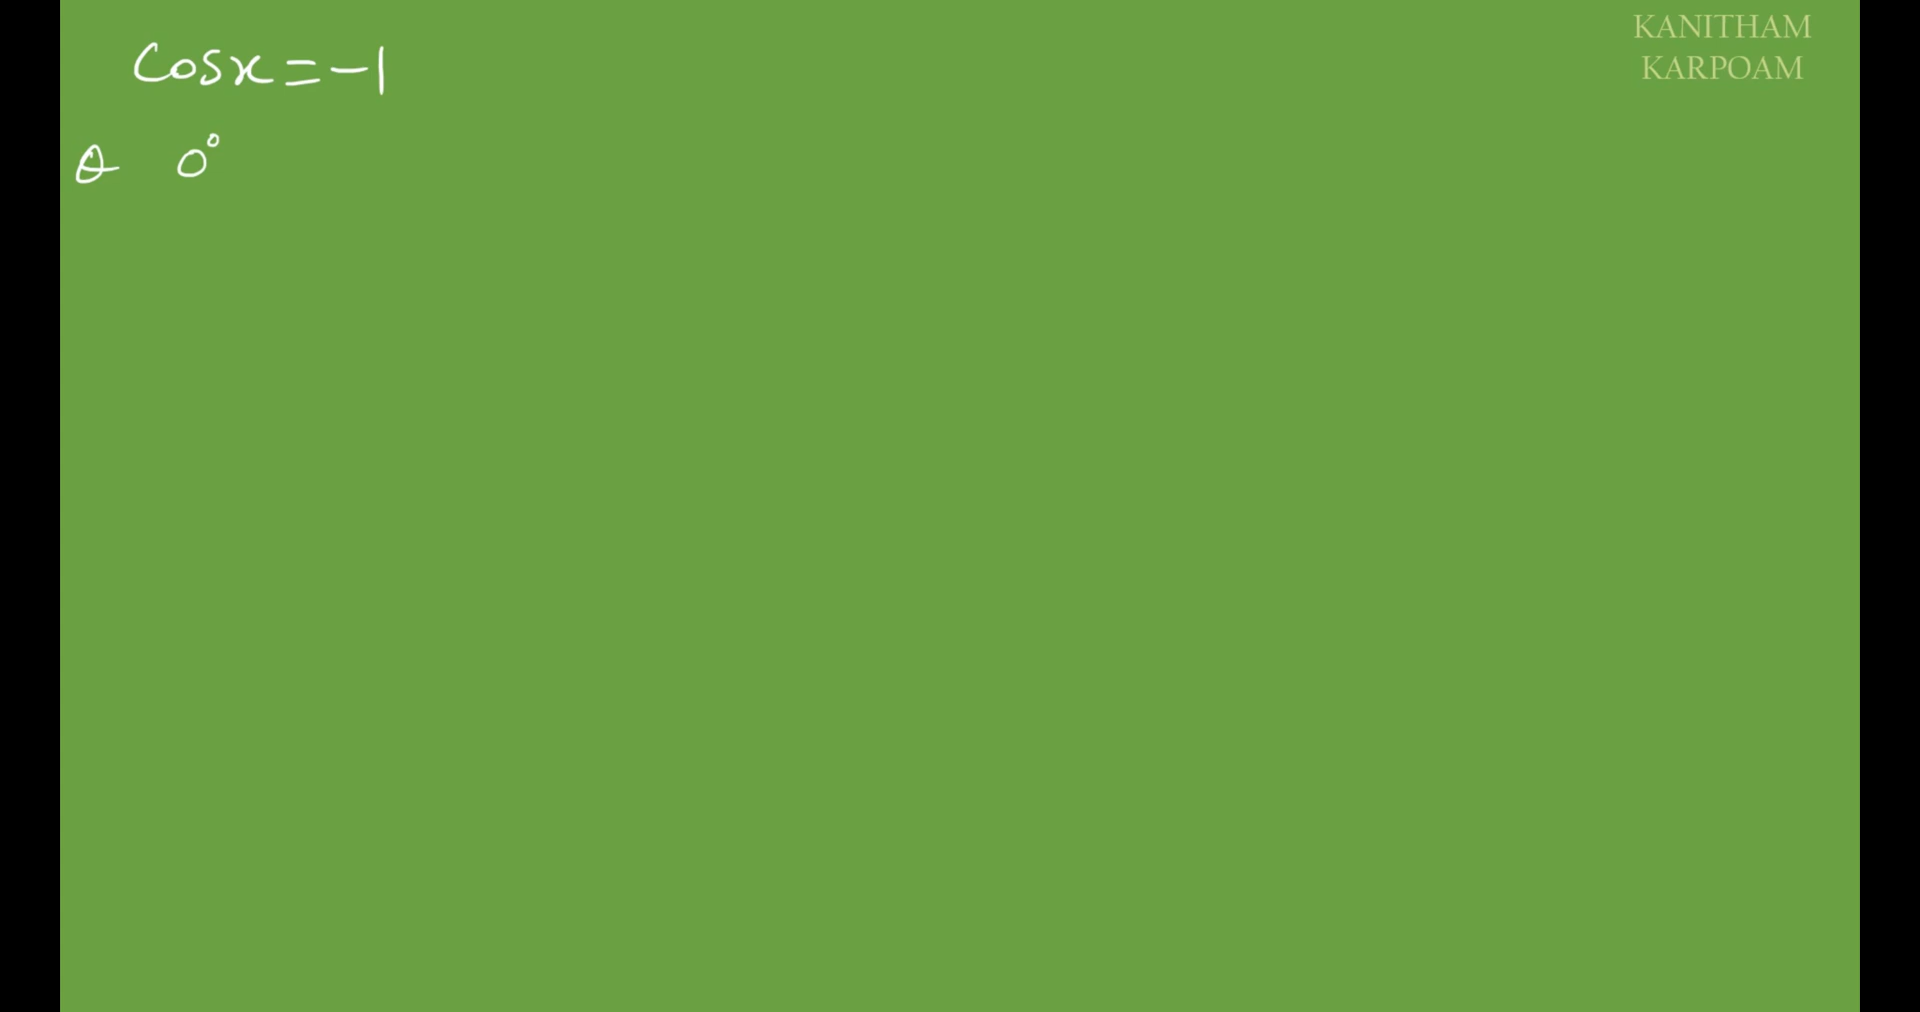 Cosx = -1
KANITHAM
KARPOAM
θ 0°